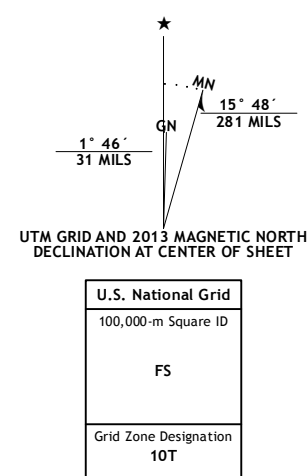 MN
GN
15° 48´
281 MILS
1° 46´
31 MILS
UTM GRID AND 2013 MAGNETIC NORTH
DECLINATION AT CENTER OF SHEET
U.S. National Grid
100,000-m Square ID
FS
Grid Zone Designation
10T